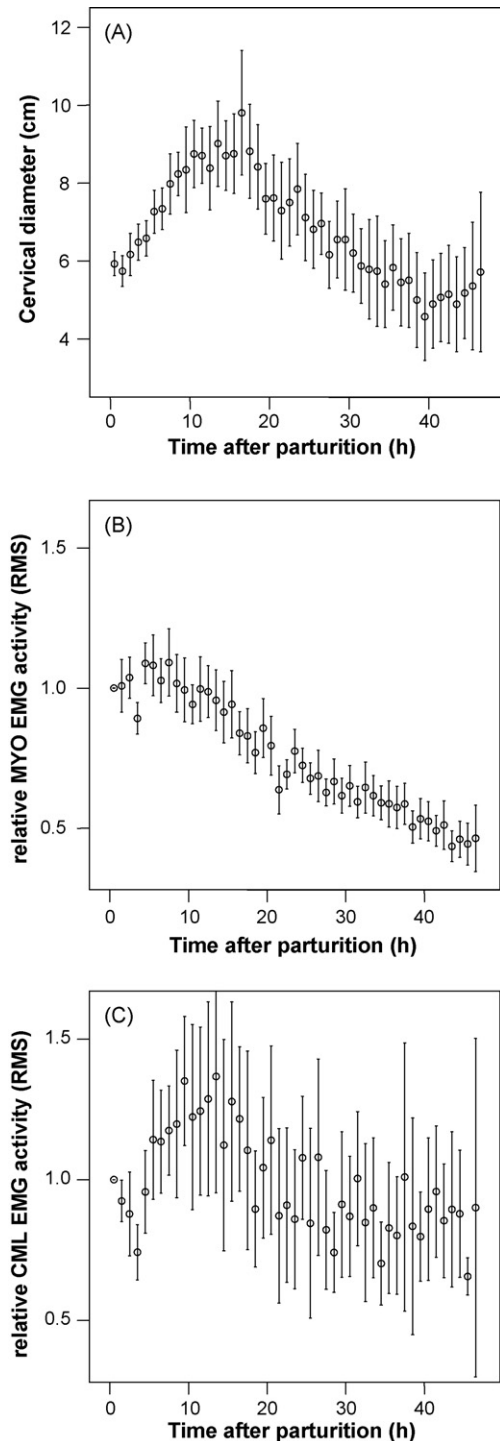 (A)
Cervical diameter (cm)
12
10
8
6
4
0 10 20 30 40
Time after parturition (h)
(B)
relative MYO EMG activity (RMS)
1.5
1.0
0.5
0 10 20 30 40
Time after parturition (h)
(C)
relative CML EMG activity (RMS)
1.5
1.0
0.5
0 10 20 30 40
Time after parturition (h)